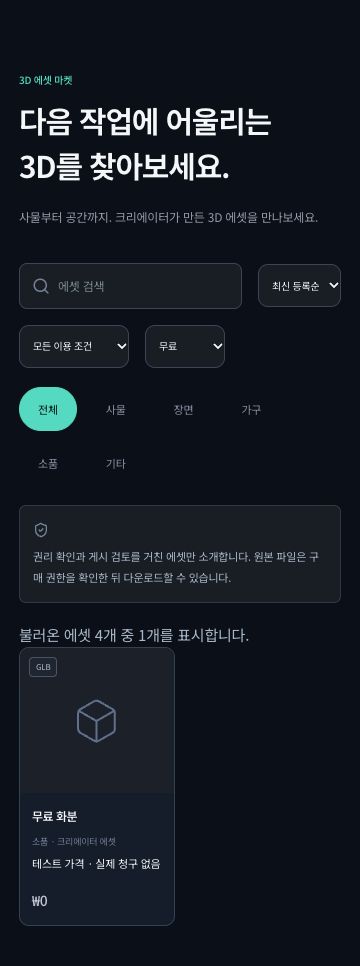 3D 에셋 마켓
다음 작업에 어울리는
3D를 찾아보세요.
사물부터 공간까지. 크리에이터가 만든 3D 에셋을 만나보세요.
에셋 검색
최신 등록순
모든 이용 조건
무료
전체
사물
장면
가구
소품
기타
권리 확인과 게시 검토를 거친 에셋만 소개합니다. 원본 파일은 구
매 권한을 확인한 뒤 다운로드할 수 있습니다.
불러온 에셋 4개 중 1개를 표시합니다.
GLB
무료 화분
소품 · 크리에이터 에셋
테스트 가격 · 실제 청구 없음
₩0